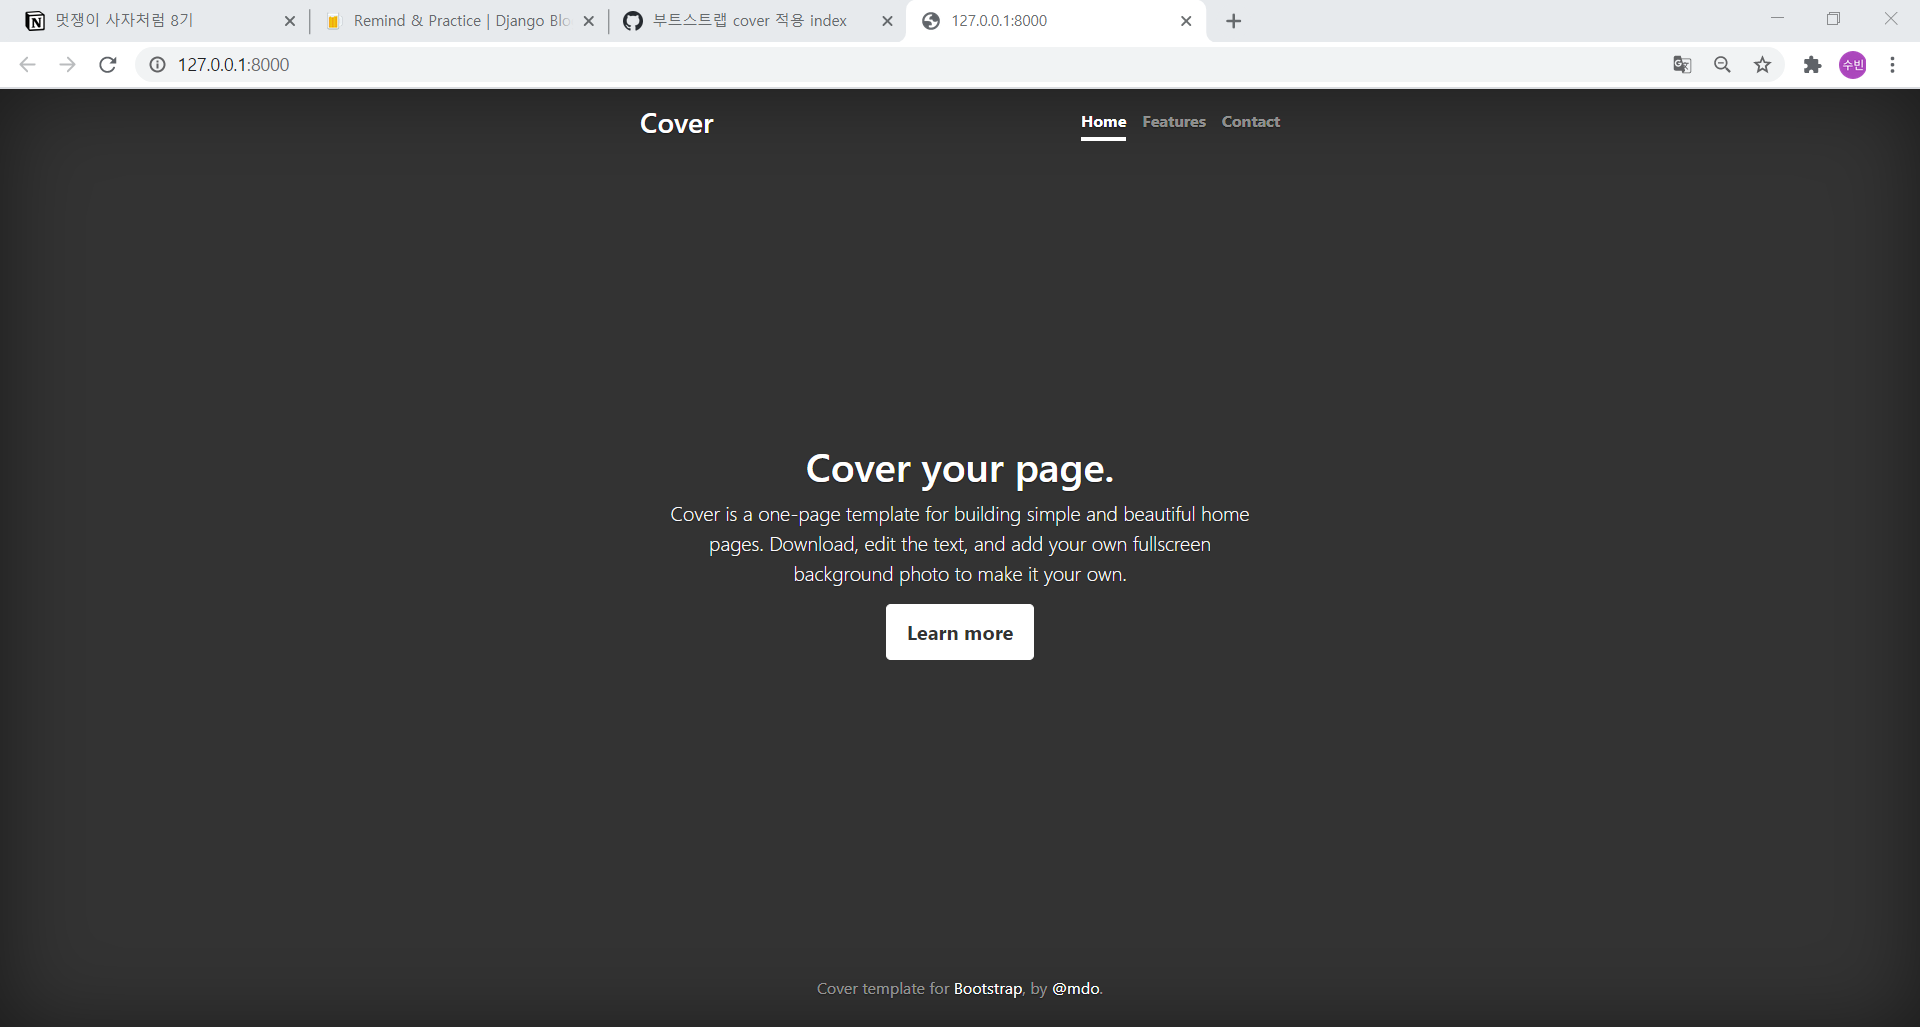 멋쟁이 사자처럼 8기
Remind & Practice | Django Blo
부트스트랩 cover 적용 index
127.0.0.1:8000
127.0.0.1:8000
수빈
Cover
Home Features Contact
Cover your page.
Cover is a one-page template for building simple and beautiful home
pages. Download, edit the text, and add your own fullscreen
background photo to make it your own.
Learn more
Cover template for Bootstrap, by @mdo.